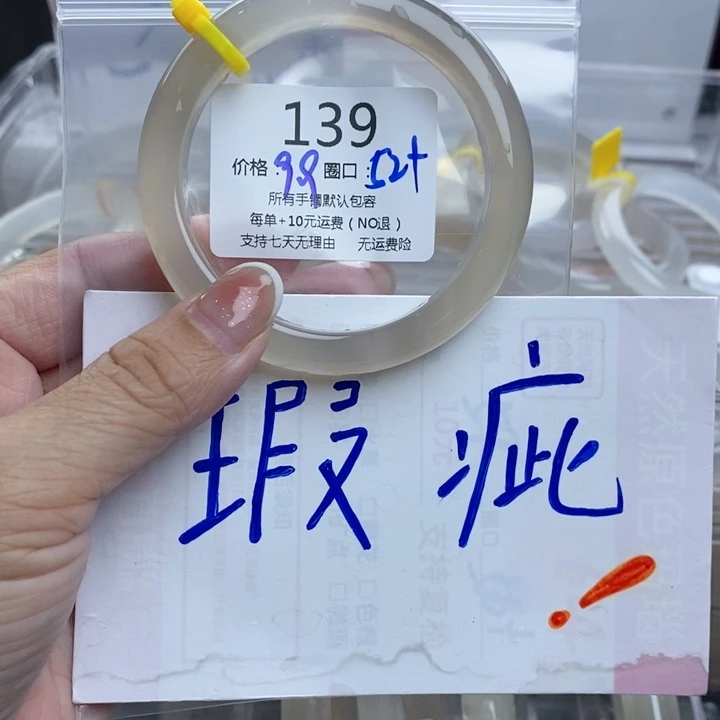 139
价格：98 圈口：52+
所有手镯默认包容
每单+10元运费（NO退）
支持七天无理由 无运费险
瑕疵！